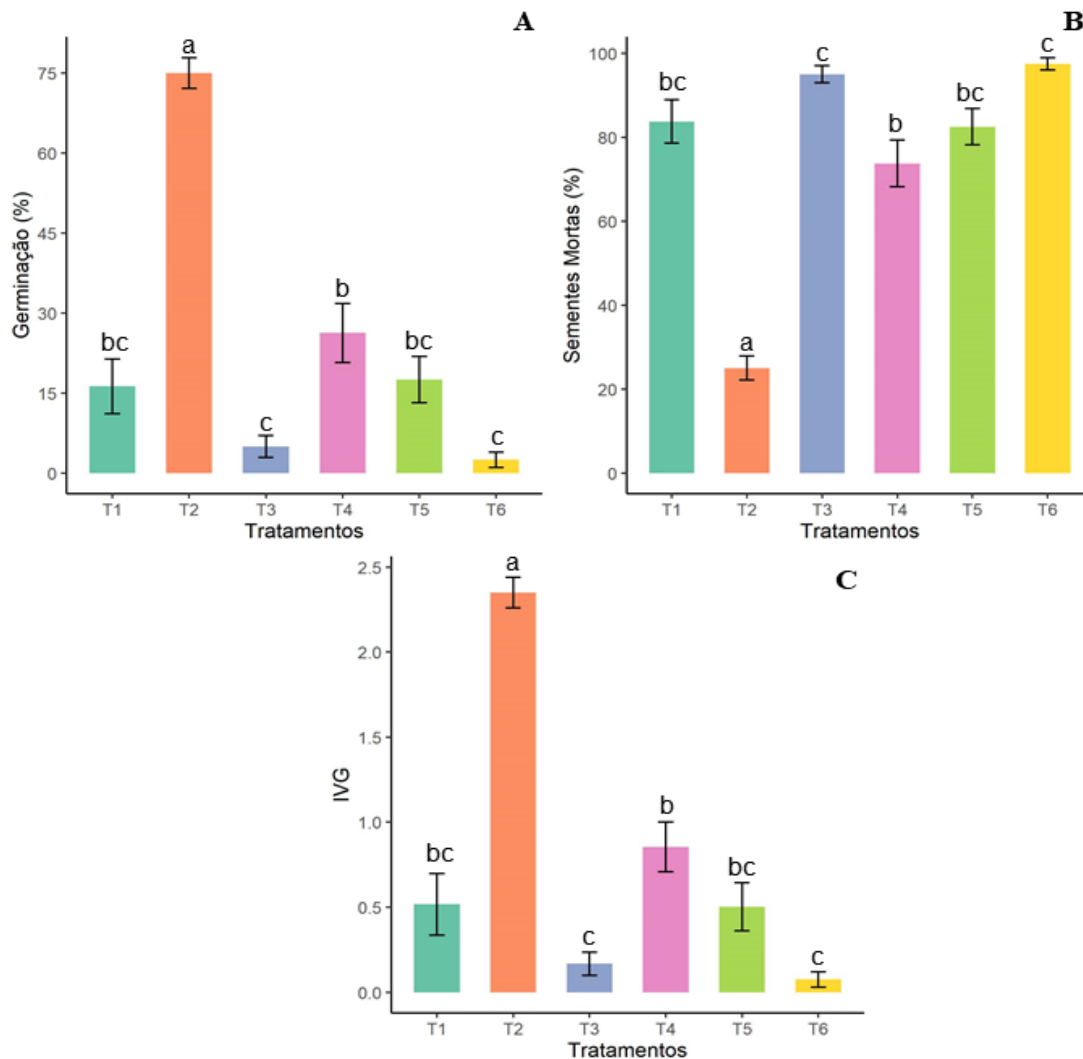 A
Germinação (%)
75
60
45
30
15
0
bc
a
c
b
bc
c
T1 T2 T3 T4 T5 T6
Tratamentos
B
Sementes Mortas (%)
100
80
60
40
20
0
bc
a
c
b
bc
c
T1 T2 T3 T4 T5 T6
Tratamentos
C
IVG
2.5
2.0
1.5
1.0
0.5
0.0
bc
a
c
b
bc
c
T1 T2 T3 T4 T5 T6
Tratamentos